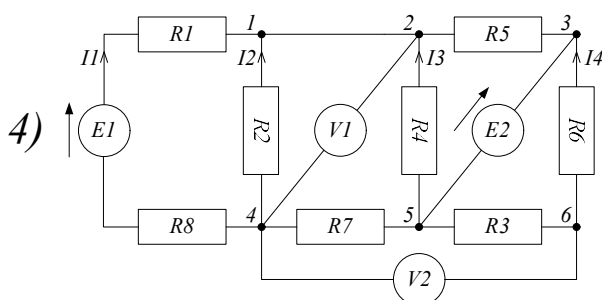 R1 1 2 R5 3
I1 I2 I3 I4
4) E1 R2 V1 R4 E2 R6
R8 4 R7 5 R3 6
V2